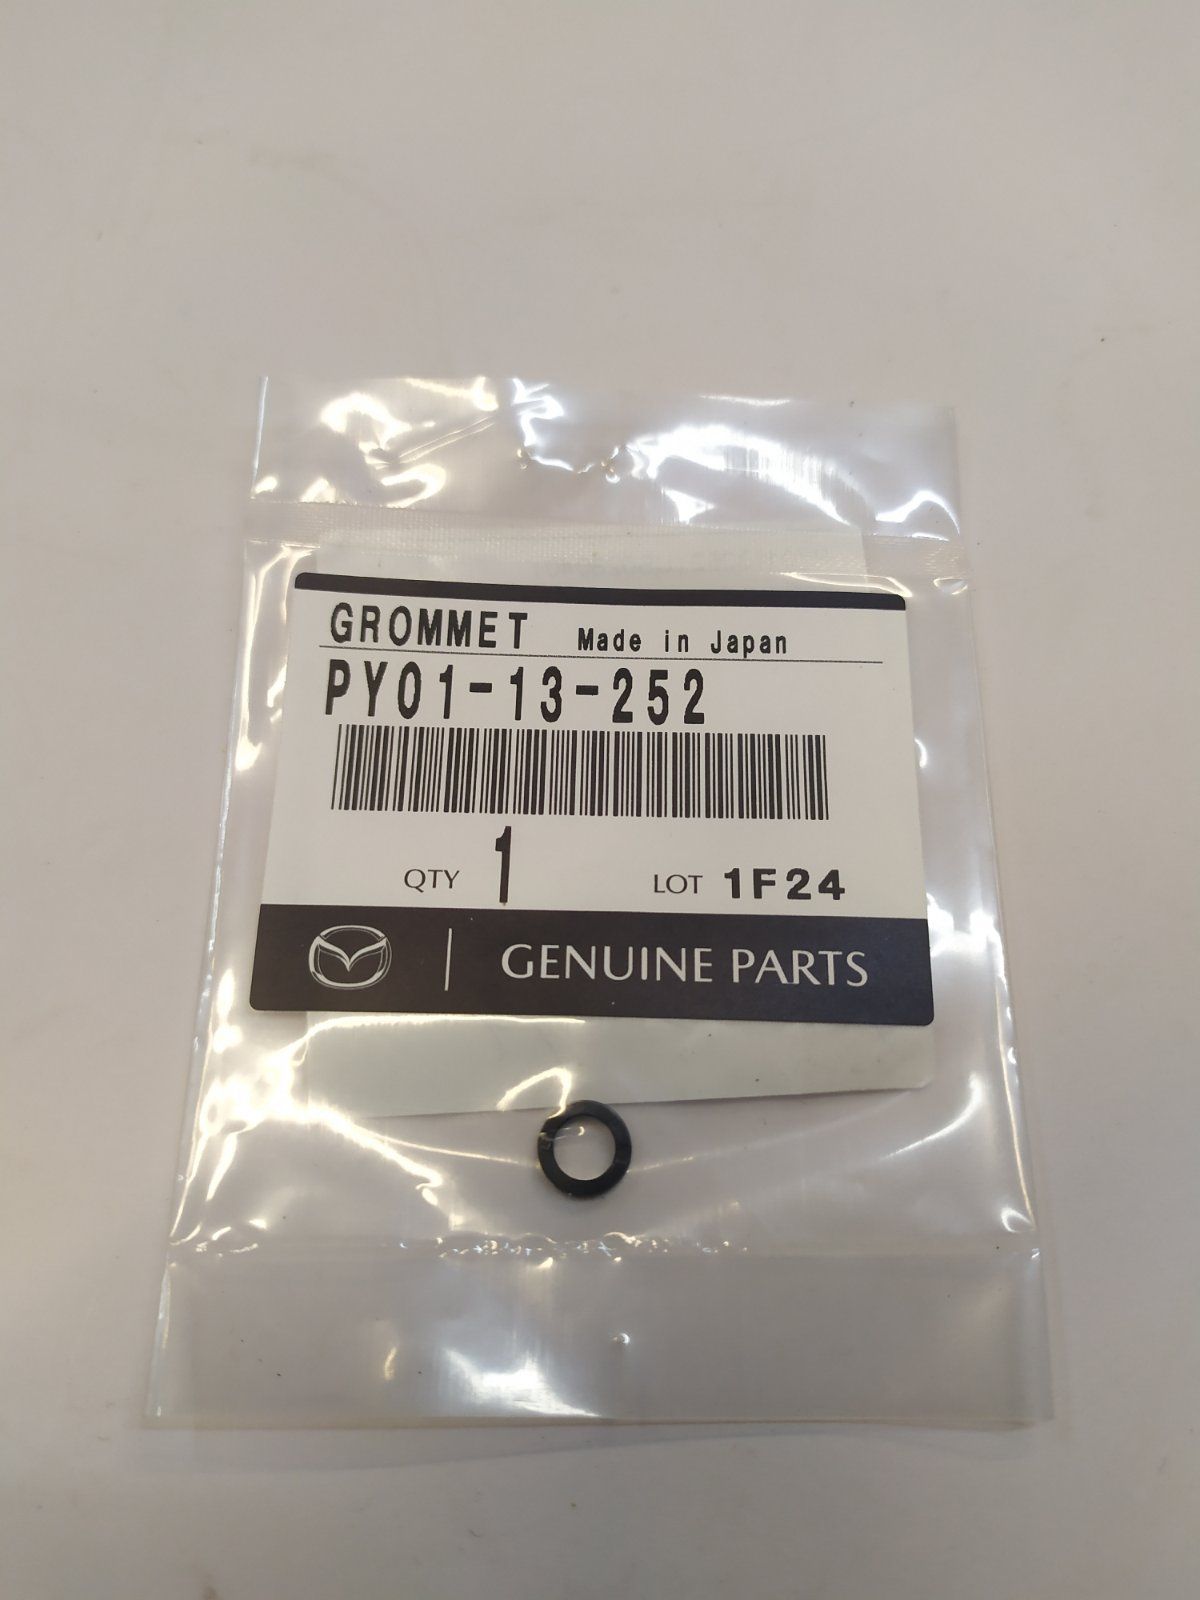 GROMMET Made in Japan
PY01-13-252
QTY 1 LOT 1F24
GENUINE PARTS